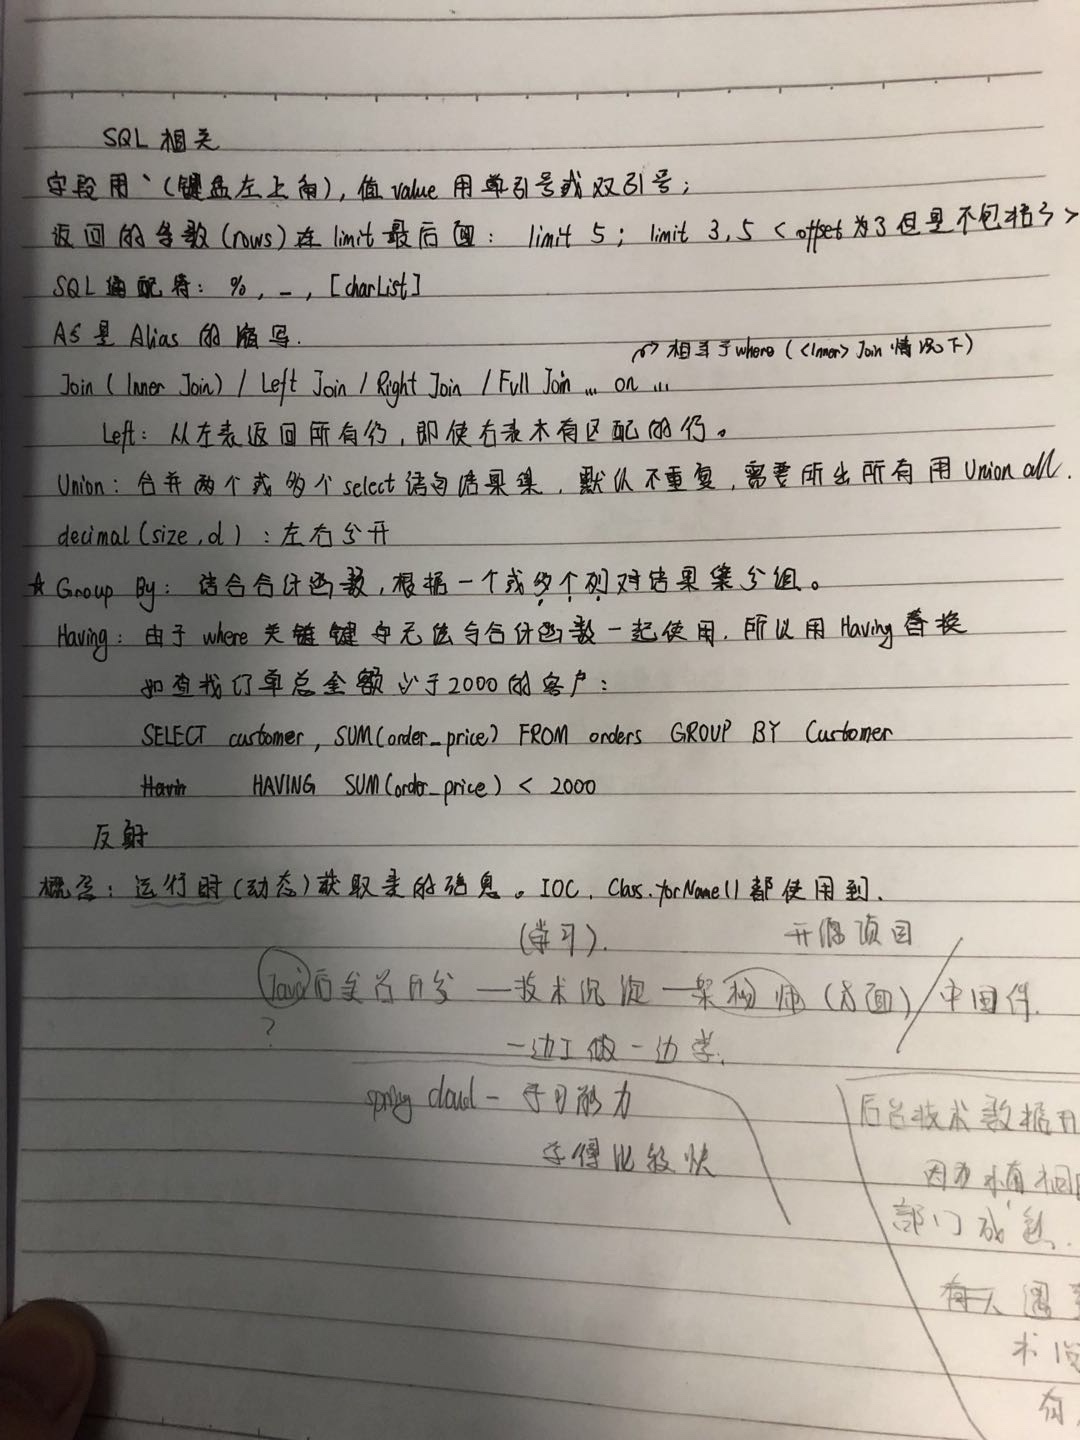 SQL 相关
字段用 ` (键盘左上角), 值 value 用单引号或双引号;
返回的条数 (rows) 在 limit 最后面: limit 5; limit 3,5 <offset 为3 但是不包括3>
SQL 通配符: %, _, [charList]
AS 是 Alias 的缩写.
相当于where (<Inner> Join 情况下)
Join (Inner Join) / Left Join / Right Join / Full Join ... on ...
Left: 从左表返回所有行, 即使右表木有匹配的行。
Union: 合并两个或多个 select 语句结果集, 默认不重复, 需要所出所有用 Union all.
decimal(size,d) : 左右分开
☆ Group By: 结合合计函数, 根据一个或多个列对结果集分组。
Having: 由于 where 关键键字无法与合计函数一起使用, 所以用 Having 替换
如查找订单总金额少于2000的客户:
SELECT customer, SUM(order_price) FROM orders GROUP BY Customer
Havin HAVING SUM(order_price) < 2000
反射
概念: 运行时(动态)获取类的信息。IOC, Class.forName() 都使用到.
(学习). 开源项目
Java后台开发 — 技术沉淀 — 架构师 (方面) / 中间件.
?
一边工做一边学.
spring cloud - 学习能力
学得比较快
后台技术数据
因为
部门成